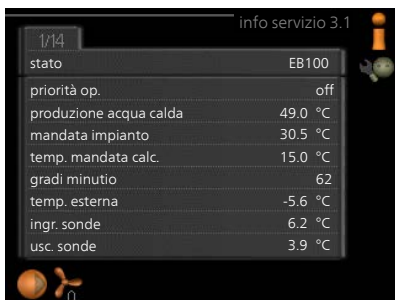 info servizio 3.1
1/14
stato EB100
priorità op. off
produzione acqua calda 49.0 °C
mandata impianto 30.5 °C
temp. mandata calc. 15.0 °C
gradi minutio 62
temp. esterna -5.6 °C
ingr. sonde 6.2 °C
usc. sonde 3.9 °C
0